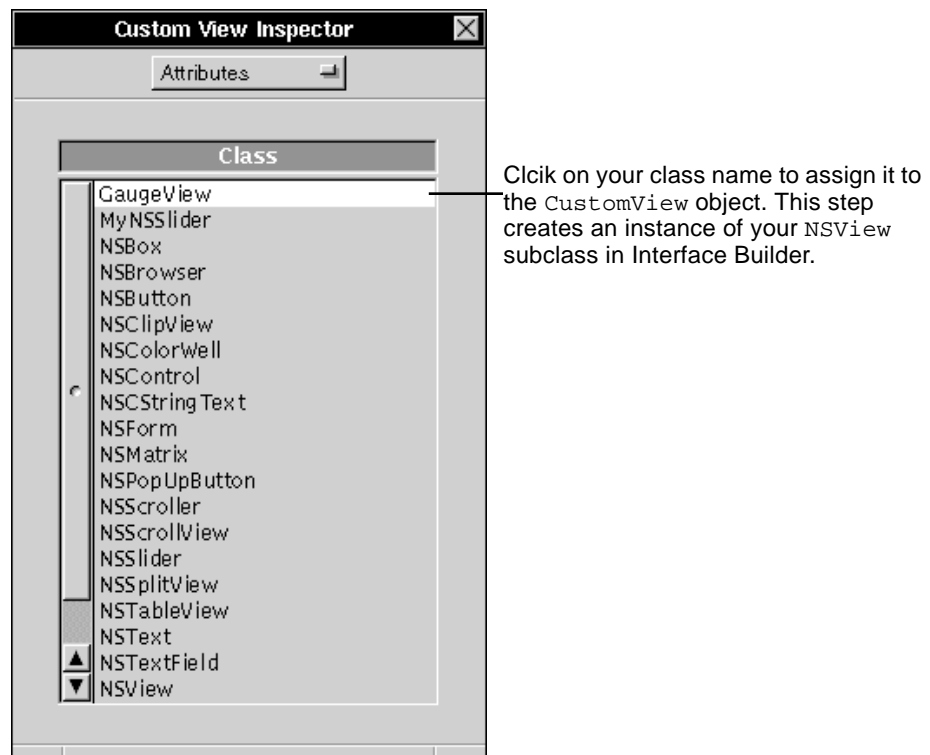 Custom View Inspector
Attributes
Class
GaugeView
MyNSSlider
NSBox
NSBrowser
NSButton
NSClipView
NSColorWell
NSControl
NSCStringText
NSForm
NSMatrix
NSPopUpButton
NSScroller
NSScrollView
NSSlider
NSSplitView
NSTableView
NSText
NSTextField
NSView
Clcik on your class name to assign it to
the CustomView object. This step
creates an instance of your NSView
subclass in Interface Builder.